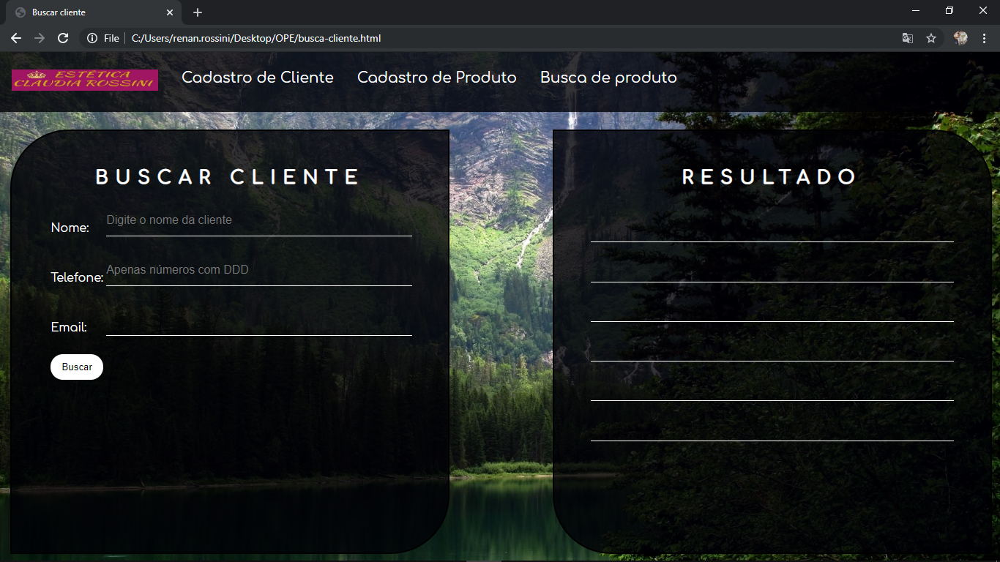 Buscar cliente
File C:/Users/renan.rossini/Desktop/OPE/busca-cliente.html
ESTÉTICA
CLAUDIA ROSSINI
Cadastro de Cliente Cadastro de Produto Busca de produto
BUSCAR CLIENTE
Nome: Digite o nome da cliente
Telefone: Apenas números com DDD
Email:
Buscar
RESULTADO